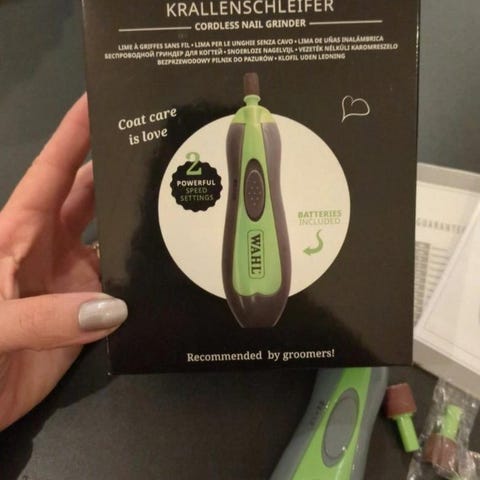 KRALLENSCHLEIFER
CORDLESS NAIL GRINDER
LIME À GRIFFES SANS FIL • LIMA PER LE UNGHIE SENZA CAVO • LIMA DE UÑAS INALÁMBRICA
БЕСПРОВОДНОЙ ГРИНДЕР ДЛЯ КОГТЕЙ • SNOERLOZE NAGELVIJL • VEZETÉK NÉLKÜLI KAROMRESZELO
BEZPRZEWODOWY PILNIK DO PAZURÓW • KLOFIL UDEN LEDNING
Coat care
is love
2
POWERFUL
SPEED
SETTINGS
BATTERIES
INCLUDED
WAHL
Recommended by groomers!
GUARANTEE